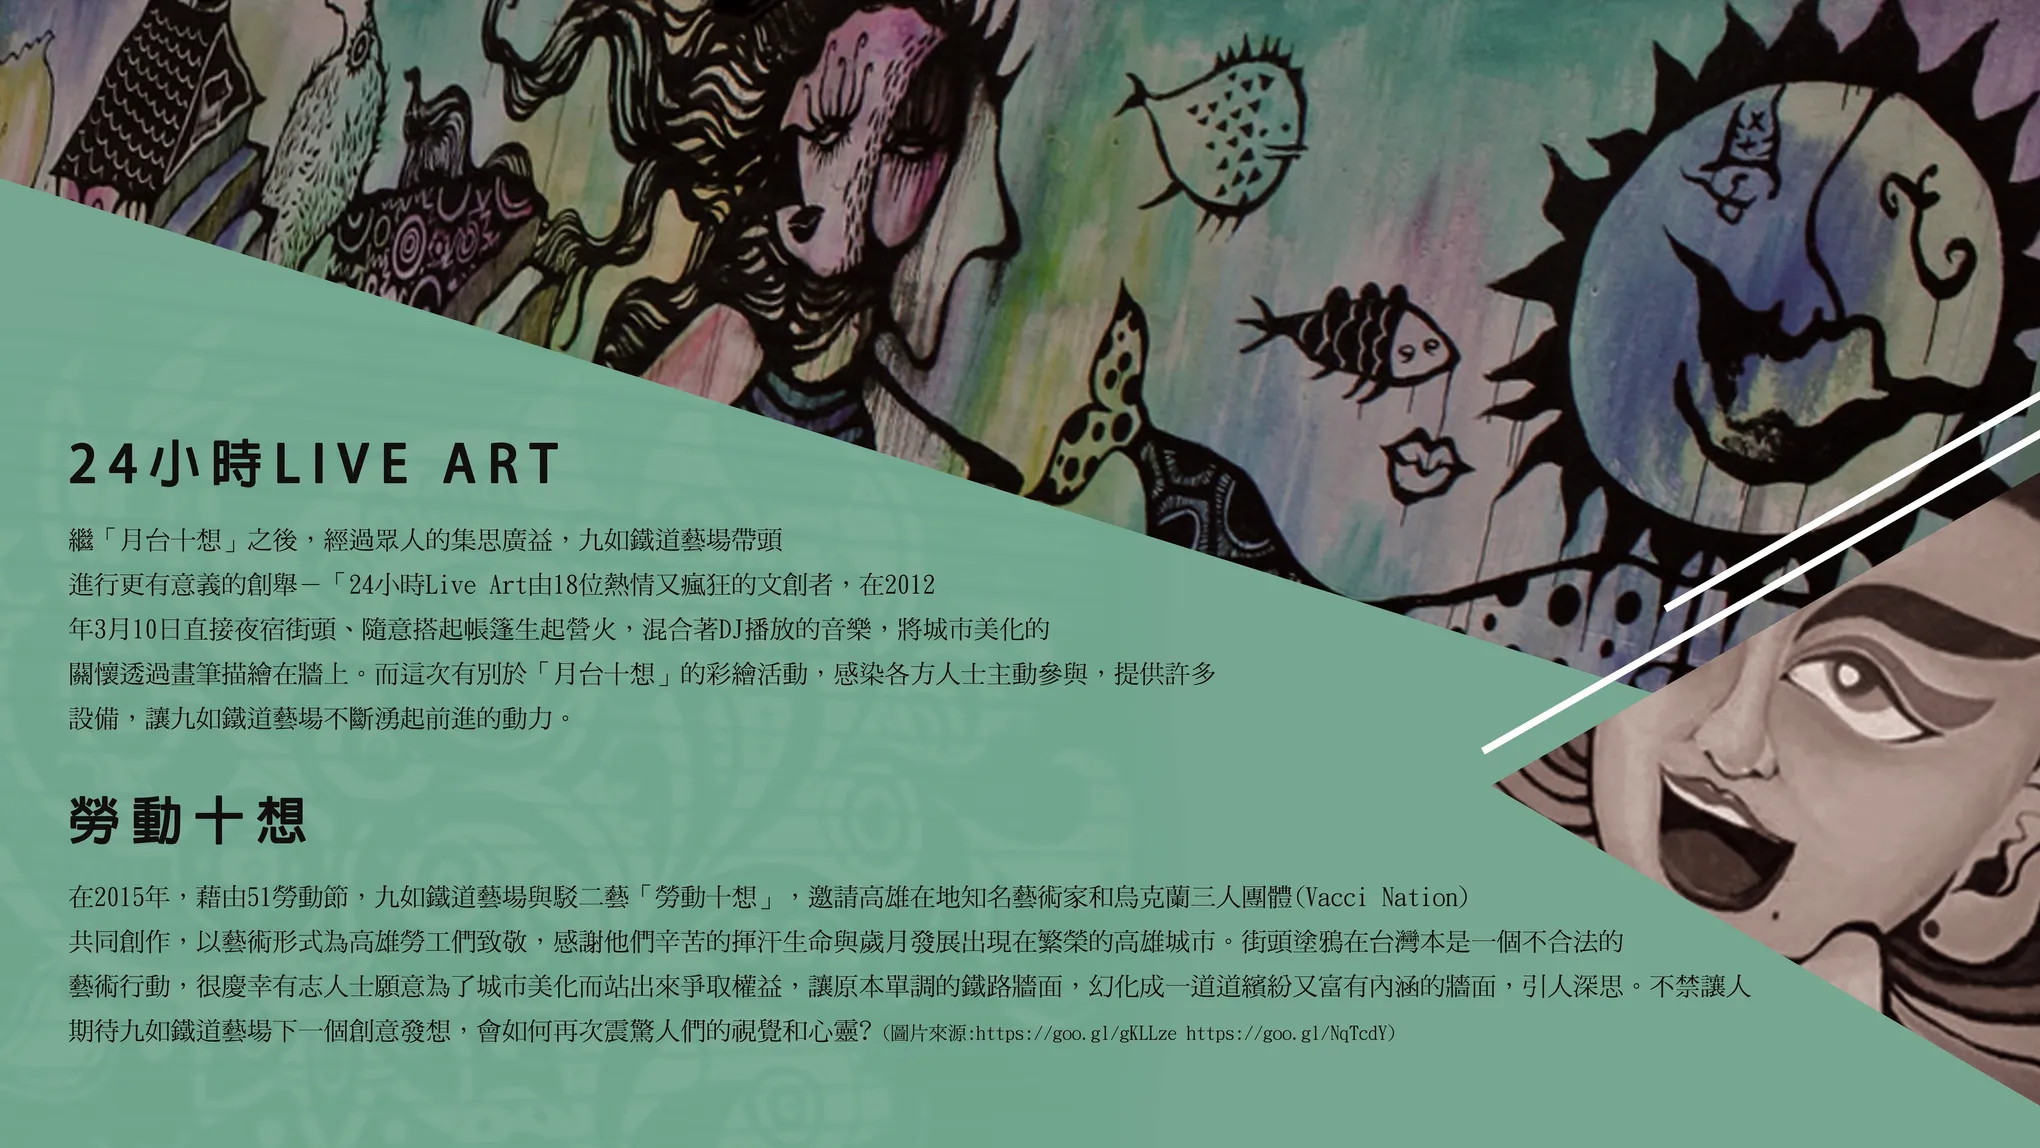 24小時LIVE ART
繼「月台十想」之後，經過眾人的集思廣益，九如鐵道藝場帶頭
進行更有意義的創舉－「24小時Live Art由18位熱情又瘋狂的文創者，在2012
年3月10日直接夜宿街頭、隨意搭起帳篷生起營火，混合著DJ播放的音樂，將城市美化的
關懷透過畫筆描繪在牆上。而這次有別於「月台十想」的彩繪活動，感染各方人士主動參與，提供許多
設備，讓九如鐵道藝場不斷湧起前進的動力。
勞動十想
在2015年，藉由51勞動節，九如鐵道藝場與駁二藝「勞動十想」，邀請高雄在地知名藝術家和烏克蘭三人團體(Vacci Nation)
共同創作，以藝術形式為高雄勞工們致敬，感謝他們辛苦的揮汗生命與歲月發展出現在繁榮的高雄城市。街頭塗鴉在台灣本是一個不合法的
藝術行動，很慶幸有志人士願意為了城市美化而站出來爭取權益，讓原本單調的鐵路牆面，幻化成一道道繽紛又富有內涵的牆面，引人深思。不禁讓人
期待九如鐵道藝場下一個創意發想，會如何再次震驚人們的視覺和心靈? (圖片來源:https://goo.gl/gKLLze https://goo.gl/NqTcdY)